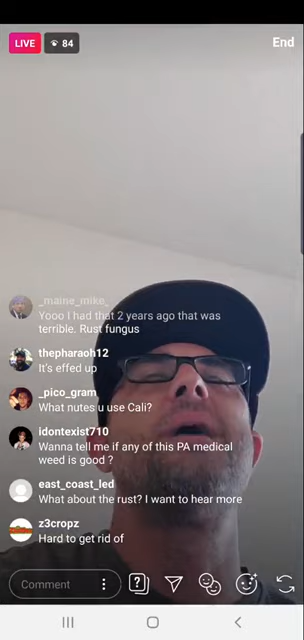 LIVE 84 End
_maine_mike_
Yooo I had that 2 years ago that was
terrible. Rust fungus
thepharaoh12
It's effed up
_pico_gram
What nutes u use Cali?
idontexist710
Wanna tell me if any of this PA medical
weed is good ?
east_coast_led
What about the rust? I want to hear more
z3cropz
Hard to get rid of
Comment